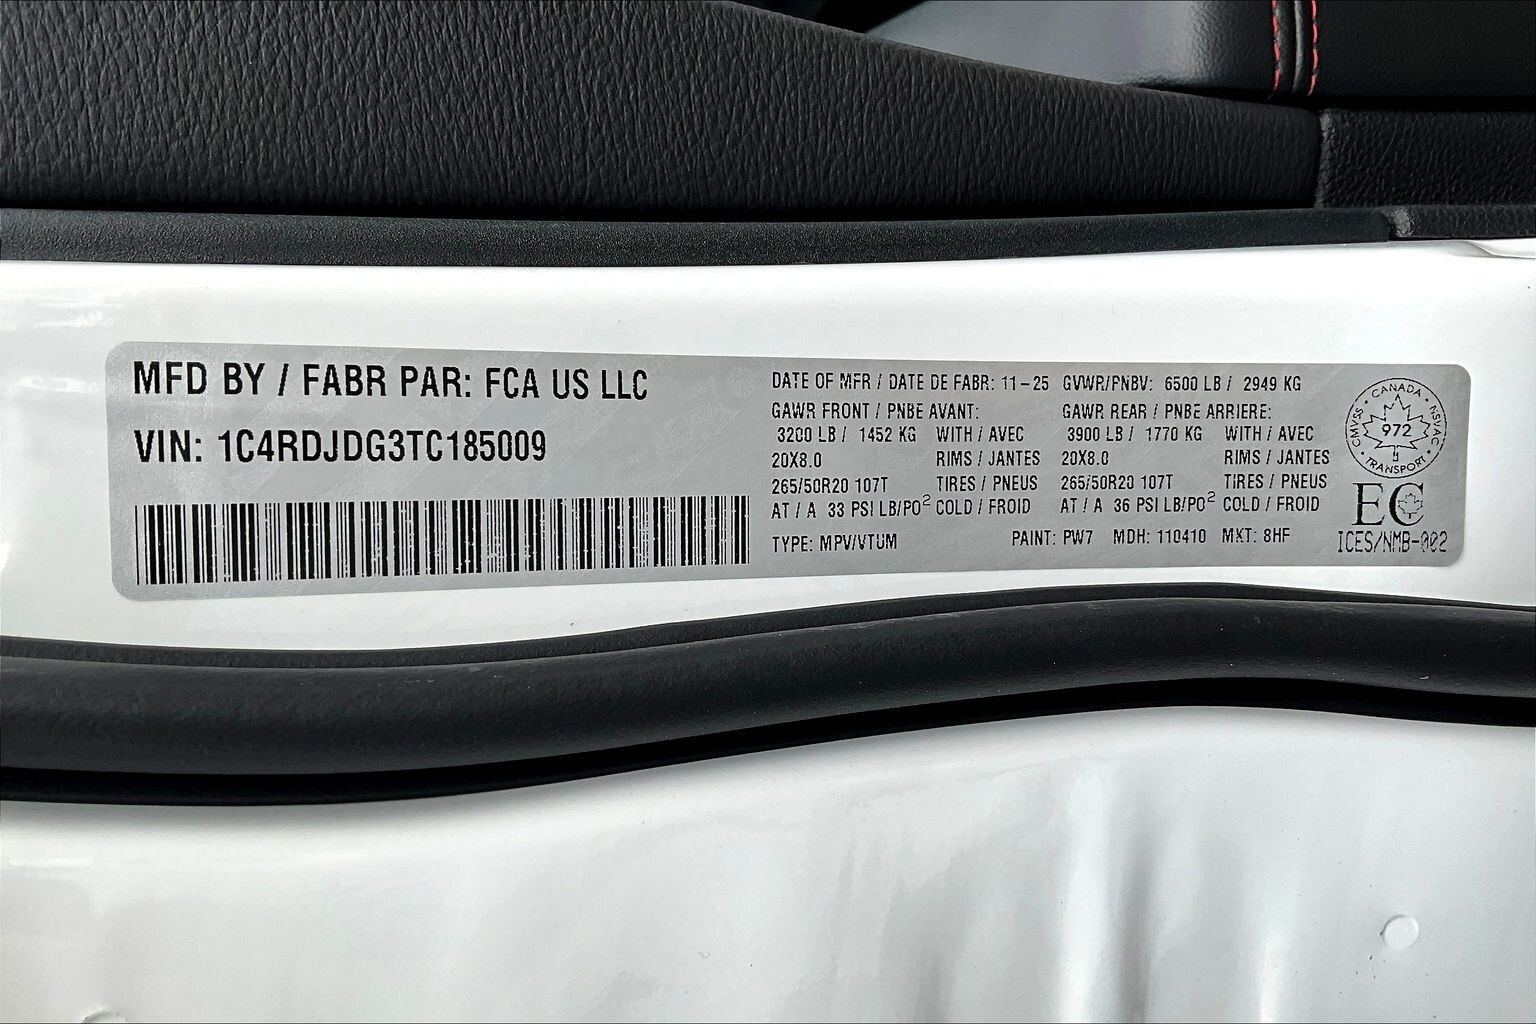 MFD BY / FABR PAR: FCA US LLC
VIN: 1C4RDJDG3TC185009
DATE OF MFR / DATE DE FABR: 11-25 GVWR/PNBV: 6500 LB / 2949 KG
GAWR FRONT / PNBE AVANT: GAWR REAR / PNBE ARRIERE:
3200 LB / 1452 KG WITH / AVEC 3900 LB / 1770 KG WITH / AVEC
20X8.0 RIMS / JANTES 20X8.0 RIMS / JANTES
265/50R20 107T TIRES / PNEUS 265/50R20 107T TIRES / PNEUS
AT / A 33 PSI LB/PO² COLD / FROID AT / A 36 PSI LB/PO² COLD / FROID
TYPE: MPV/VTUM PAINT: PW7 MDH: 110410 MKT: 8HF
CMVSS • CANADA • NSVAC • TRANSPORT •
972
EC
ICES/NMB-002